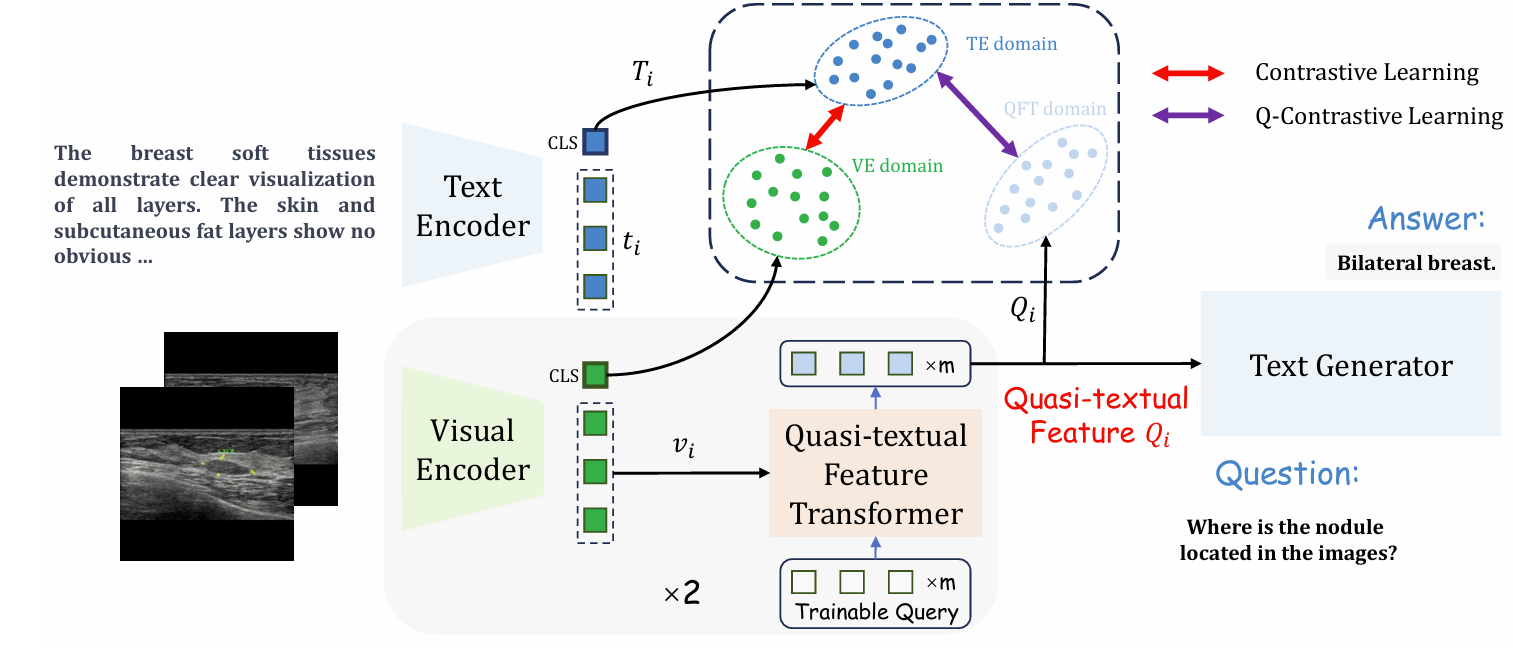 The breast soft tissues
demonstrate clear visualization
of all layers. The skin and
subcutaneous fat layers show no
obvious ...
Text
Encoder
CLS
t_i
T_i
TE domain
QFT domain
VE domain
Contrastive Learning
Q-Contrastive Learning
Answer:
Bilateral breast.
Text Generator
Question:
Where is the nodule
located in the images?
Q_i
Quasi-textual
Feature Q_i
Visual
Encoder
CLS
v_i
×m
Quasi-textual
Feature
Transformer
×m
Trainable Query
×2